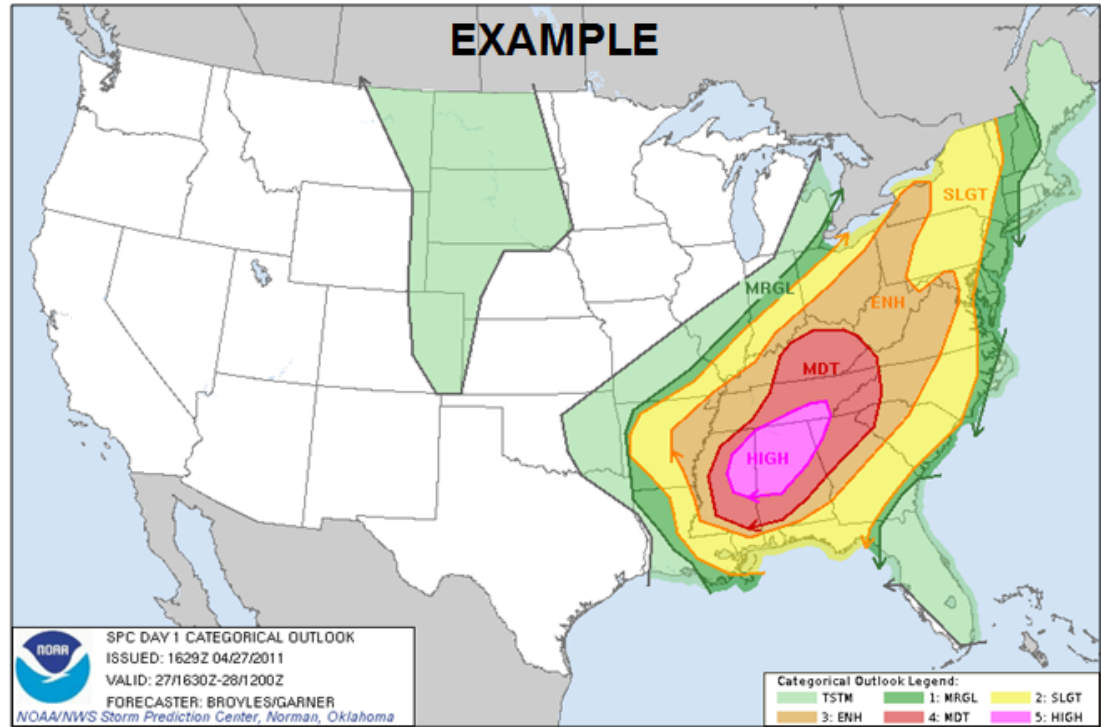 EXAMPLE
SLGT
MRGL
ENH
MDT
HIGH
SPC DAY 1 CATEGORICAL OUTLOOK
ISSUED: 1629Z 04/27/2011
VALID: 27/1630Z-28/1200Z
FORECASTER: BROYLES/GARNER
NOAA/NWS Storm Prediction Center, Norman, Oklahoma
NOAA
Categorical Outlook Legend:
TSTM 1: MRGL 2: SLGT
3: ENH 4: MDT 5: HIGH